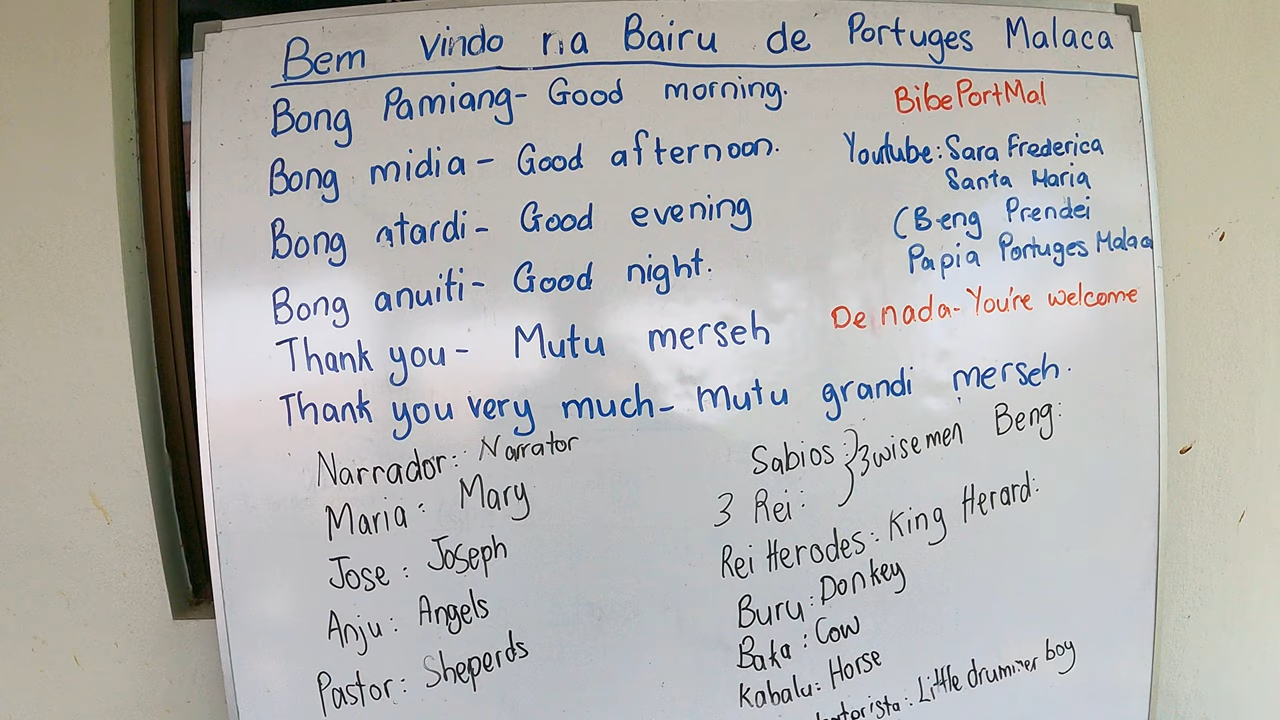 Bem Vindo na Bairu de Portuges Malaca
Bong Pamiang- Good morning.
Bong midia - Good afternoon.
Bong atardi- Good evening
Bong anuiti- Good night.
Thank you - Mutu merseh
Thank you very much- mutu grandi merseh.
BibePortMal
Youtube: Sara Frederica
Santa Maria
(Beng Prendei
Papia Portuges Malac
De nada- You're welcome
Narrador: Narrator
Maria: Mary
Jose: Joseph
Anju: Angels
Pastor: Sheperds
Sabios } 3 wisemen Beng:
3 Rei:
Rei Herodes: King Herard:
Buru: Donkey
Baka: Cow
Kabalu: Horse
: Little drummer boy